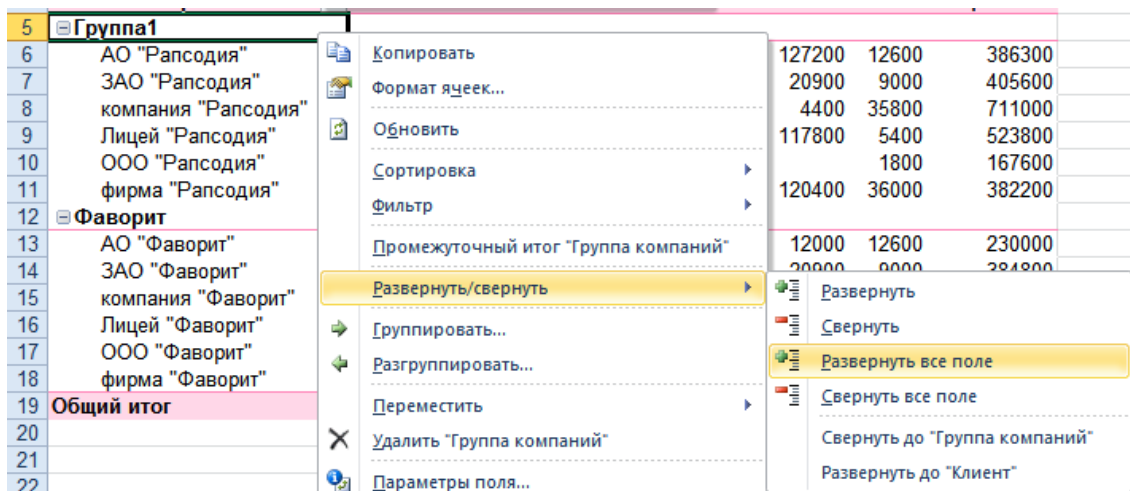 5 Группа1
6 АО "Рапсодия" 127200 12600 386300
7 ЗАО "Рапсодия" 20900 9000 405600
8 компания "Рапсодия" 4400 35800 711000
9 Лицей "Рапсодия" 117800 5400 523800
10 ООО "Рапсодия" 1800 167600
11 фирма "Рапсодия" 120400 36000 382200
12 Фаворит
13 АО "Фаворит" 12000 12600 230000
14 ЗАО "Фаворит" 20900 9000 384800
15 компания "Фаворит"
16 Лицей "Фаворит"
17 ООО "Фаворит"
18 фирма "Фаворит"
19 Общий итог
20
21
22
Копировать
Формат ячеек...
Обновить
Сортировка
Фильтр
Промежуточный итог "Группа компаний"
Развернуть/свернуть
Группировать...
Разгруппировать...
Переместить
Удалить "Группа компаний"
Параметры поля...
Развернуть
Свернуть
Развернуть все поле
Свернуть все поле
Свернуть до "Группа компаний"
Развернуть до "Клиент"